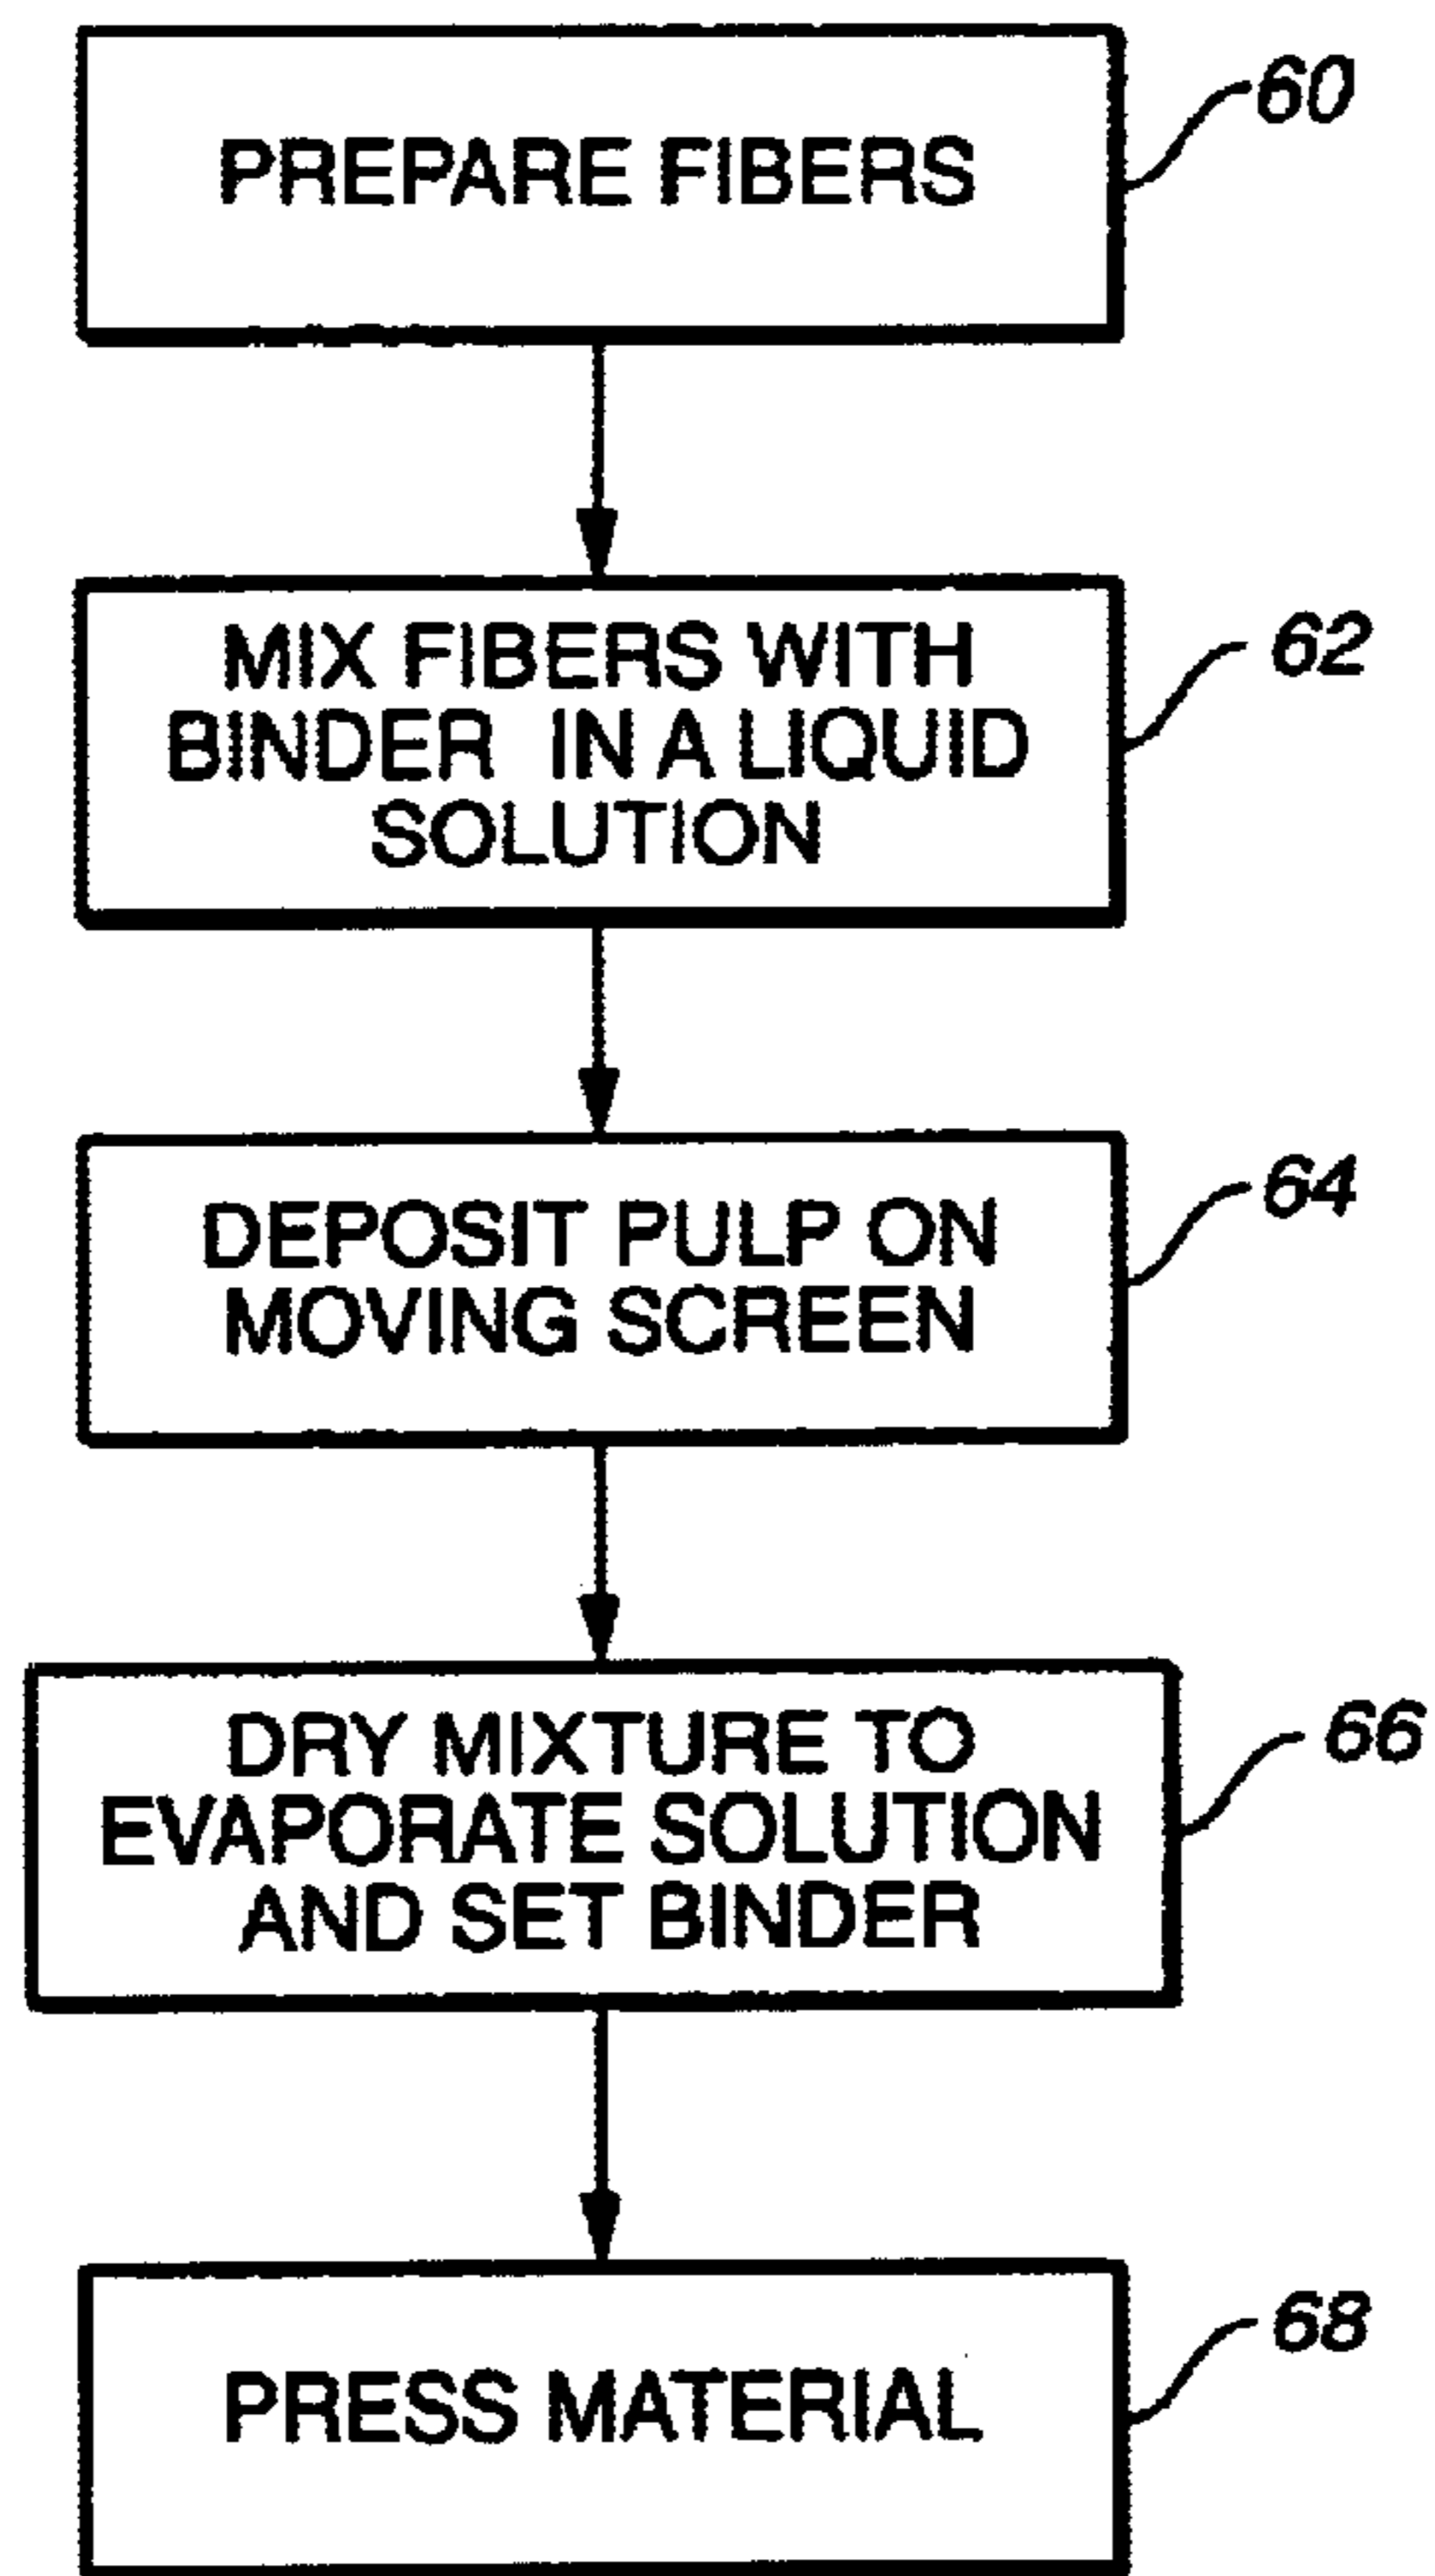 PREPARE FIBERS
60
MIX FIBERS WITH
BINDER IN A LIQUID
SOLUTION
62
DEPOSIT PULP ON
MOVING SCREEN
64
DRY MIXTURE TO
EVAPORATE SOLUTION
AND SET BINDER
66
PRESS MATERIAL
68